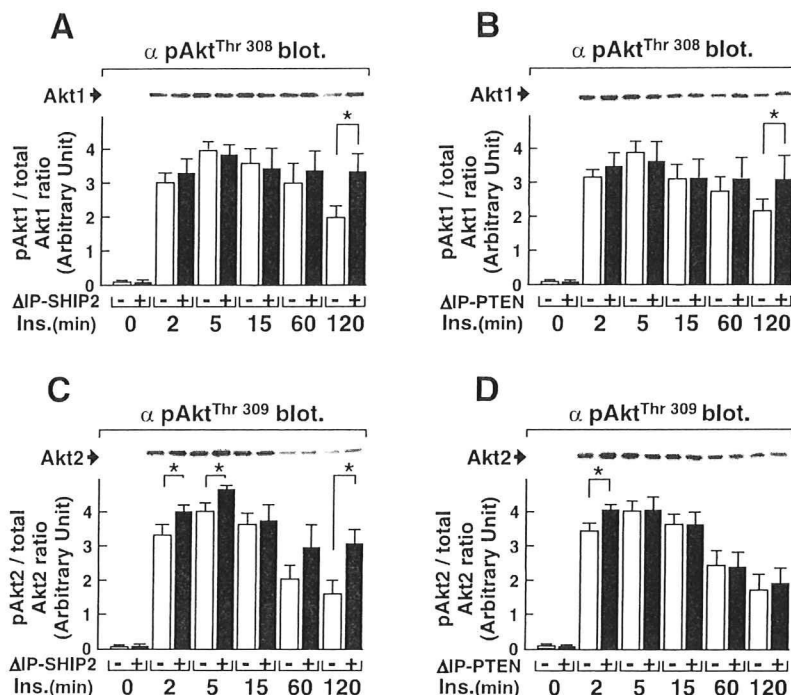 A
α pAkt^Thr 308 blot.
Akt1
pAkt1 / total
Akt1 ratio
(Arbitrary Unit)
4
3
2
1
0
*
ΔIP-SHIP2 - + - + - + - + - +
Ins.(min) 0 2 5 15 60 120
B
α pAkt^Thr 308 blot.
Akt1
pAkt1 / total
Akt1 ratio
(Arbitrary Unit)
4
3
2
1
0
*
ΔIP-PTEN - + - + - + - + - + - +
Ins.(min) 0 2 5 15 60 120
C
α pAkt^Thr 309 blot.
Akt2
pAkt2 / total
Akt2 ratio
(Arbitrary Unit)
4
3
2
1
0
* * *
ΔIP-SHIP2 - + - + - + - + - + - +
Ins.(min) 0 2 5 15 60 120
D
α pAkt^Thr 309 blot.
Akt2
pAkt2 / total
Akt2 ratio
(Arbitrary Unit)
4
3
2
1
0
*
ΔIP-PTEN - + - + - + - + - + - +
Ins.(min) 0 2 5 15 60 120